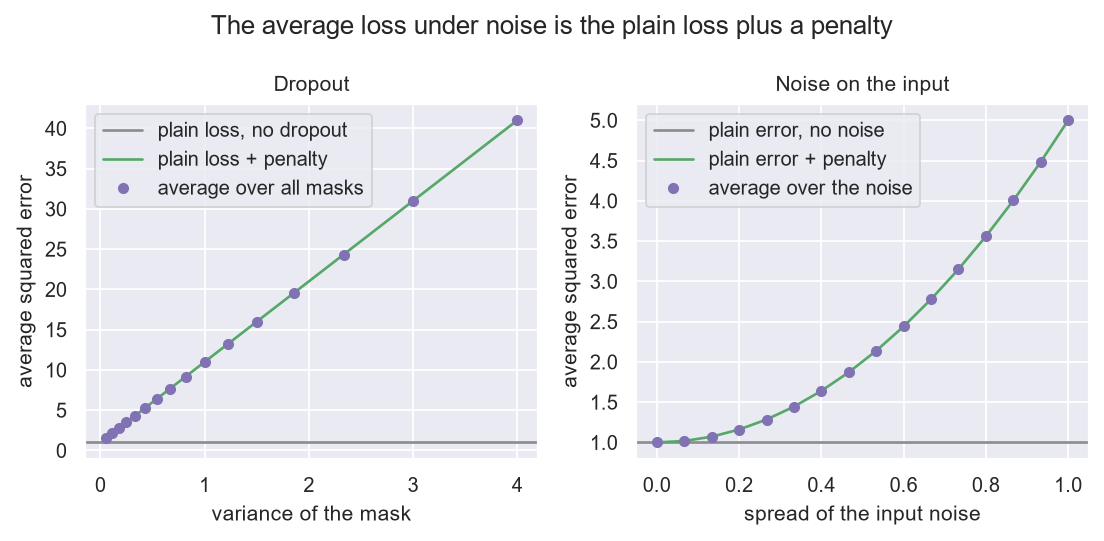 The average loss under noise is the plain loss plus a penalty
Dropout
plain loss, no dropout
plain loss + penalty
average over all masks
average squared error
40
35
30
25
20
15
10
5
0
0 1 2 3 4
variance of the mask
Noise on the input
plain error, no noise
plain error + penalty
average over the noise
average squared error
5.0
4.5
4.0
3.5
3.0
2.5
2.0
1.5
1.0
0.0 0.2 0.4 0.6 0.8 1.0
spread of the input noise